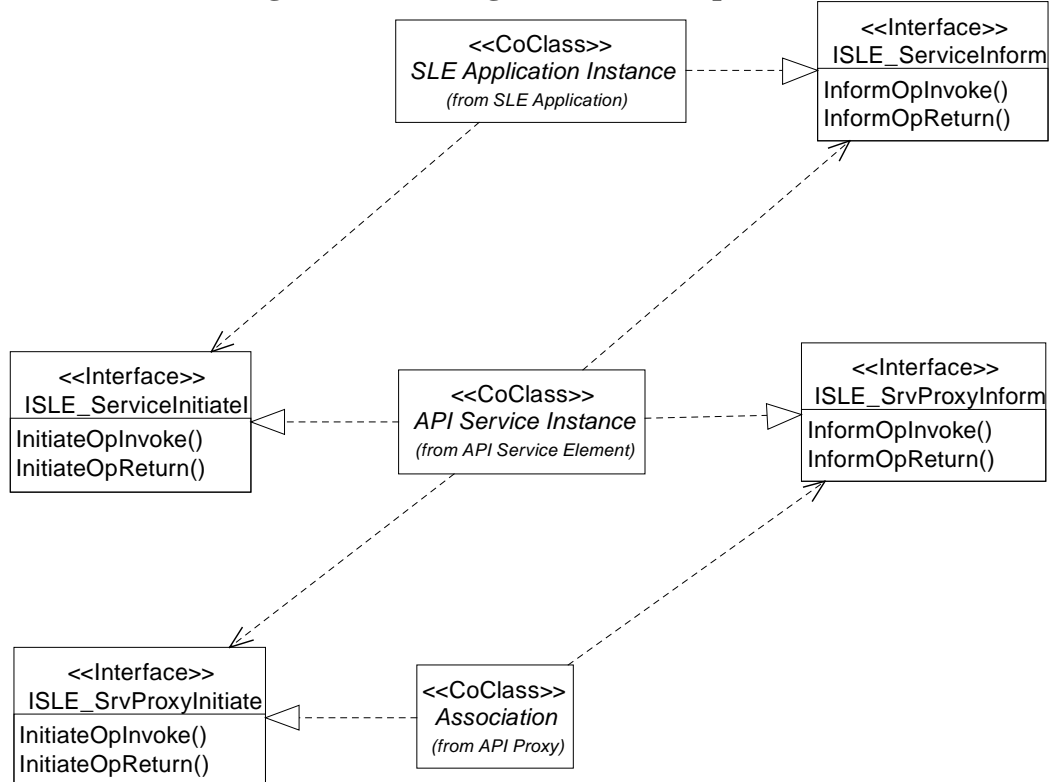 <<CoClass>>
SLE Application Instance
(from SLE Application)
<<Interface>>
ISLE_ServiceInform
InformOpInvoke()
InformOpReturn()
<<Interface>>
ISLE_ServiceInitiateI
InitiateOpInvoke()
InitiateOpReturn()
<<CoClass>>
API Service Instance
(from API Service Element)
<<Interface>>
ISLE_SrvProxyInform
InformOpInvoke()
InformOpReturn()
<<Interface>>
ISLE_SrvProxyInitiate
InitiateOpInvoke()
InitiateOpReturn()
<<CoClass>>
Association
(from API Proxy)